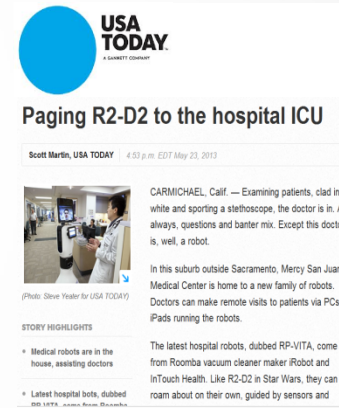 USA
TODAY
A GANNETT COMPANY
Paging R2-D2 to the hospital ICU
Scott Martin, USA TODAY 4:53 p.m. EDT May 23, 2013
CARMICHAEL, Calif. — Examining patients, clad in
white and sporting a stethoscope, the doctor is in.
always, questions and banter mix. Except this
is, well, a robot.
In this suburb outside Sacramento, Mercy San
Medical Center is home to a new family of robots.
Doctors can make remote visits to patients via PCs
iPads running the robots.
(Photo: Steve Yeater for USA TODAY)
STORY HIGHLIGHTS
Medical robots are in the
house, assisting doctors
Latest hospital bots, dubbed
RP-VITA, come from Roomba
The latest hospital robots, dubbed RP-VITA, come
from Roomba vacuum cleaner maker iRobot and
InTouch Health. Like R2-D2 in Star Wars, they can
roam about on their own, guided by sensors and